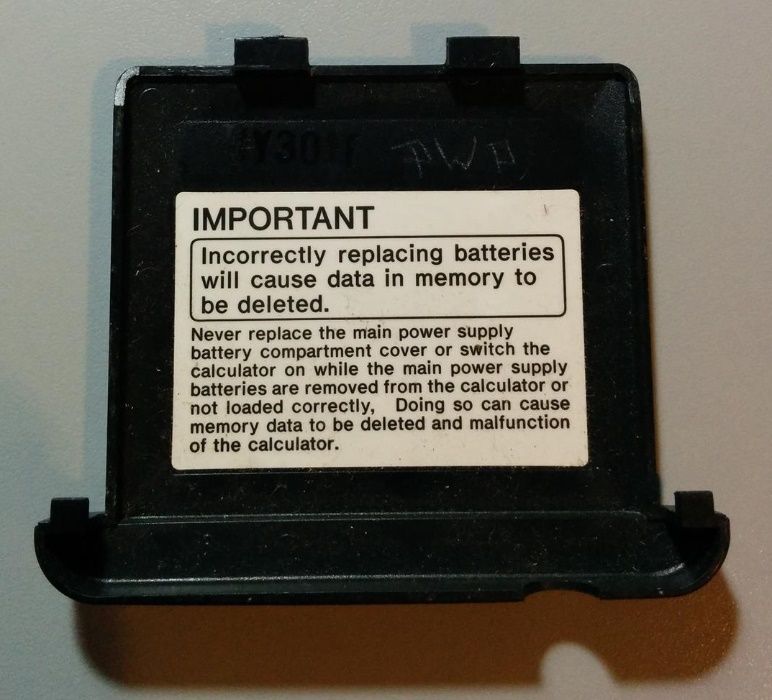 PWP
IMPORTANT
Incorrectly replacing batteries
will cause data in memory to
be deleted.
Never replace the main power supply
battery compartment cover or switch the
calculator on while the main power supply
batteries are removed from the calculator or
not loaded correctly, Doing so can cause
memory data to be deleted and malfunction
of the calculator.